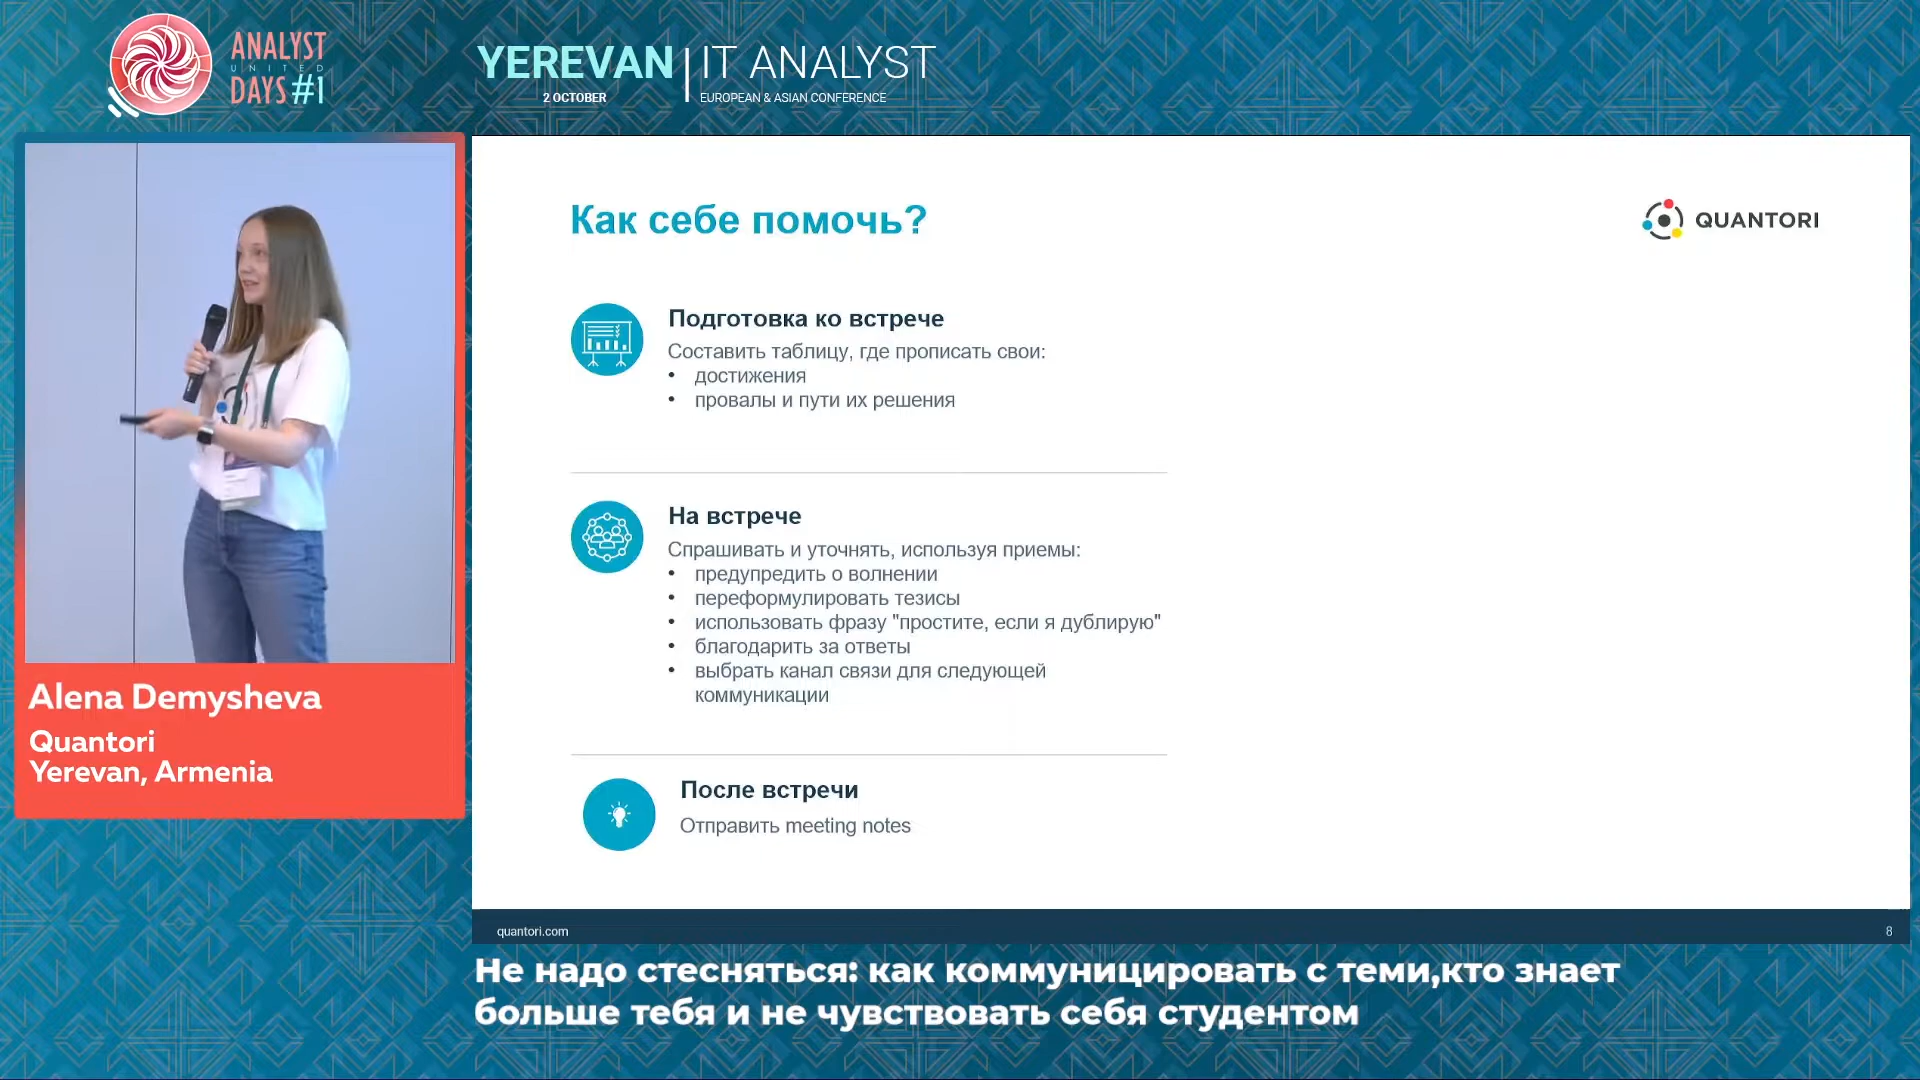 ANALYST
UNITED
DAYS #1
YEREVAN
2 OCTOBER
IT ANALYST
EUROPEAN & ASIAN CONFERENCE
Alena Demysheva
Quantori
Yerevan, Armenia
Как себе помочь?
QUANTORI
Подготовка ко встрече
Составить таблицу, где прописать свои:
• достижения
• провалы и пути их решения
На встрече
Спрашивать и уточнять, используя приемы:
• предупредить о волнении
• переформулировать тезисы
• использовать фразу "простите, если я дублирую"
• благодарить за ответы
• выбрать канал связи для следующей
коммуникации
После встречи
Отправить meeting notes
quantori.com
8
Не надо стесняться: как коммуницировать с теми,кто знает
больше тебя и не чувствовать себя студентом